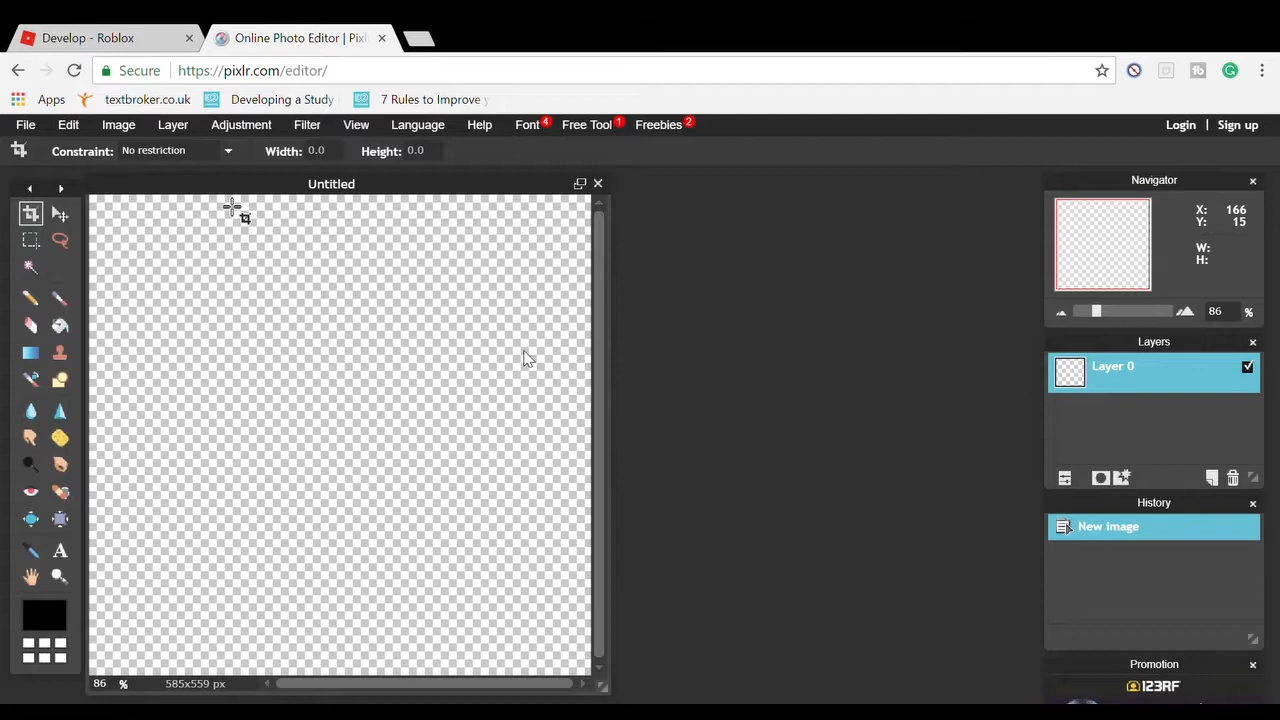 Develop - Roblox
Online Photo Editor | Pixl
Secure https://pixlr.com/editor/
Apps textbroker.co.uk Developing a Study 7 Rules to Improve
File Edit Image Layer Adjustment Filter View Language Help Font 4 Free Tool 1 Freebies 2 Login | Sign up
Constraint: No restriction Width: 0.0 Height: 0.0
Untitled
Navigator
X: 166
Y: 15
W:
H:
86 %
Layers
Layer 0
History
New image
A
86 % 585x559 px
Promotion
123RF